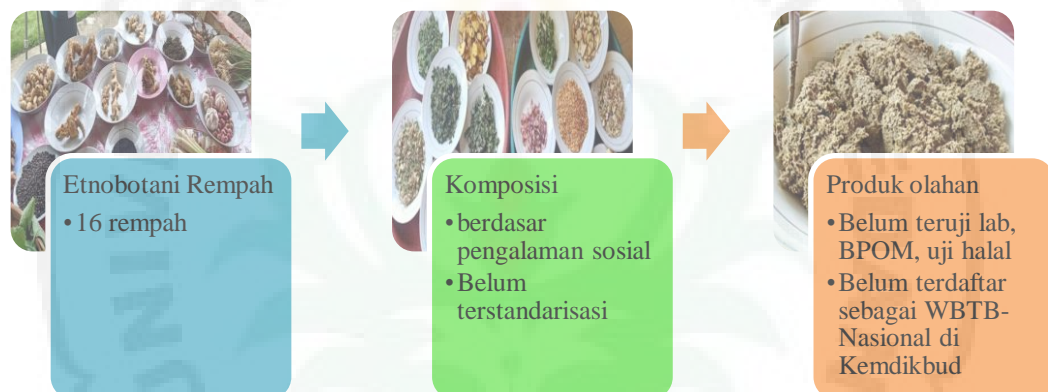 Etnobotani Rempah
• 16 rempah
Komposisi
• berdasar
pengalaman sosial
• Belum
terstandarisasi
Produk olahan
• Belum teruji lab,
BPOM, uji halal
• Belum terdaftar
sebagai WBTB-
Nasional di
Kemdikbud